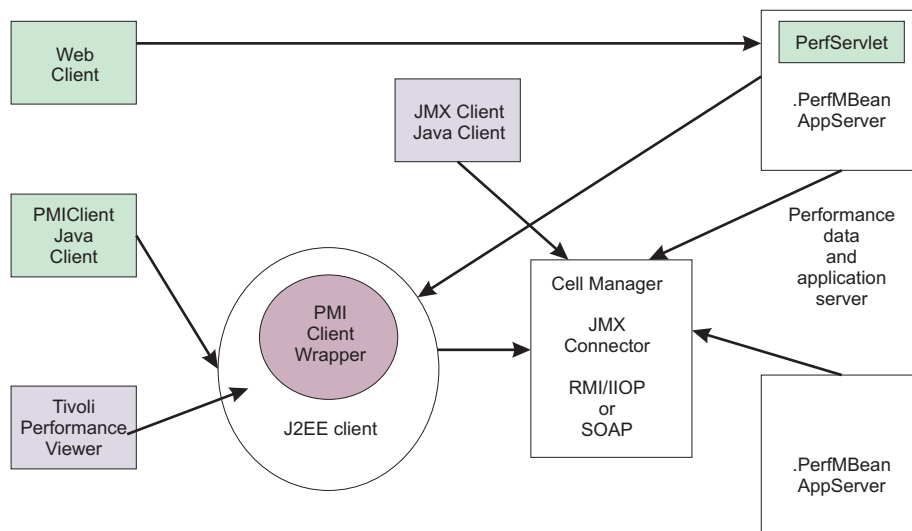 Web
Client
PerfServlet
.PerfMBean
AppServer
JMX Client
Java Client
PMIClient
Java
Client
Performance
data
and
application
server
PMI
Client
Wrapper
J2EE client
Cell Manager
JMX
Connector
RMI/IIOP
or
SOAP
Tivoli
Performance
Viewer
.PerfMBean
AppServer